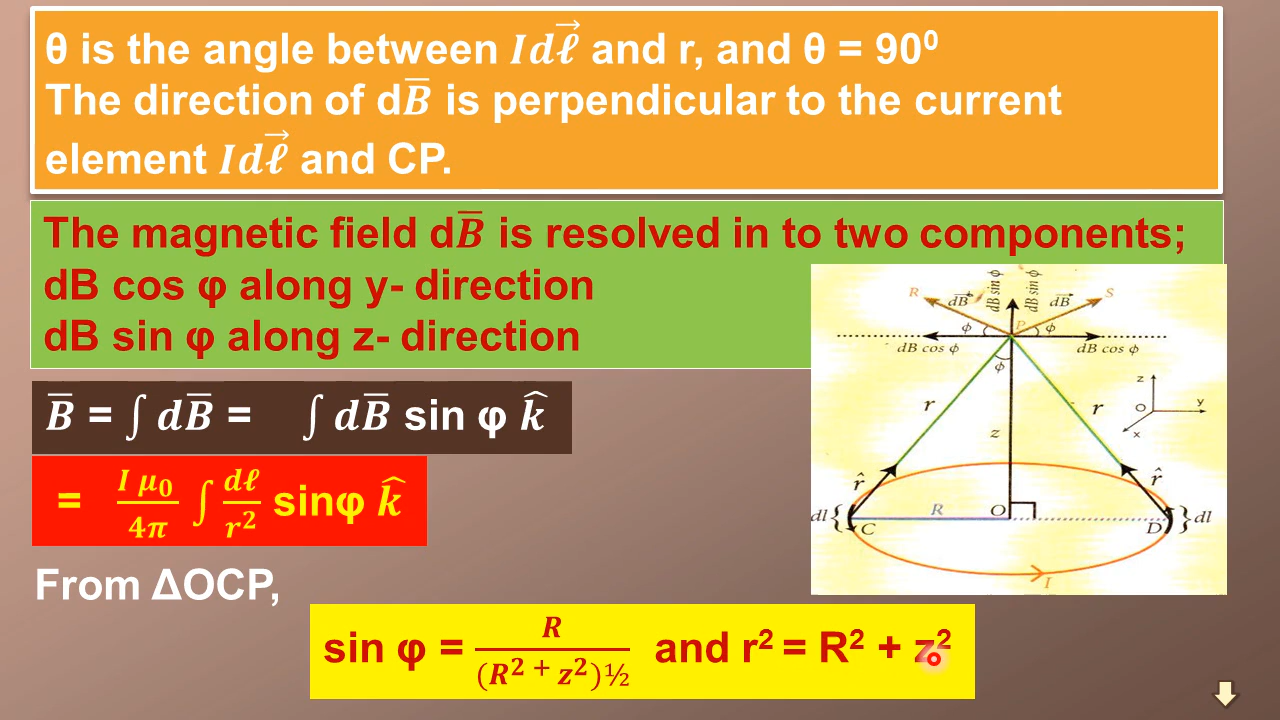 θ is the angle between 𝑰𝒅ℓ⃗ and r, and θ = 90⁰
The direction of dB̅ is perpendicular to the current
element 𝑰𝒅ℓ⃗ and CP.
The magnetic field dB̅ is resolved in to two components;
dB cos φ along y- direction
dB sin φ along z- direction
B̅ = ∫ dB̅ = ∫ dB̅ sin φ k̂
= I μ₀/4π ∫ dℓ/r² sinφ k̂
From ΔOCP,
sin φ = R/(R² + z²)½ and r² = R² + z²
R dB⃗ dB sin ϕ dB sin ϕ dB⃗ S
ϕ P ϕ
dB cos ϕ dB cos ϕ
ϕ
r z r
z
O y
x
r̂ r̂
dl{ C R O D }dl
I